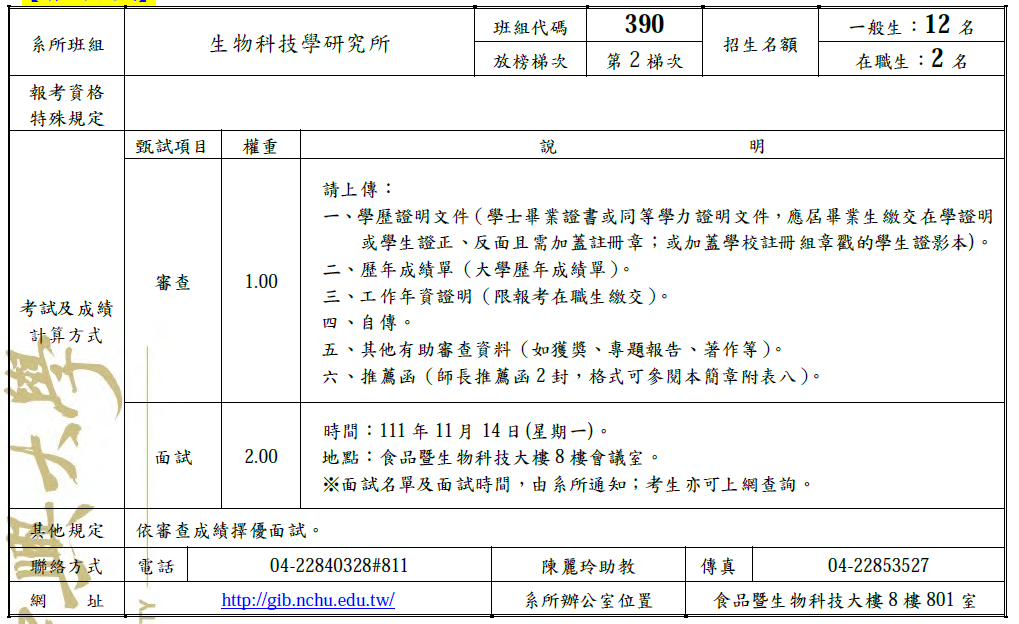 系所班組
生物科技學研究所
班組代碼
390
招生名額
一般生：12 名
放榜梯次
第 2 梯次
在職生：2 名
報考資格
特殊規定
考試及成績
計算方式
甄試項目
權重
說 明
審查
1.00
請上傳：
一、學歷證明文件（學士畢業證書或同等學力證明文件，應屆畢業生繳交在學證明
或學生證正、反面且需加蓋註冊章；或加蓋學校註冊組章戳的學生證影本)。
二、歷年成績單（大學歷年成績單）。
三、工作年資證明（限報考在職生繳交）。
四、自傳。
五、其他有助審查資料（如獲獎、專題報告、著作等）。
六、推薦函（師長推薦函 2 封，格式可參閱本簡章附表八）。
面試
2.00
時間：111 年 11 月 14 日(星期一)。
地點：食品暨生物科技大樓 8 樓會議室。
※面試名單及面試時間，由系所通知；考生亦可上網查詢。
其他規定
依審查成績擇優面試。
聯絡方式
電話
04-22840328#811
陳麗玲助教
傳真
04-22853527
網 址
http://gib.nchu.edu.tw/
系所辦公室位置
食品暨生物科技大樓 8 樓 801 室